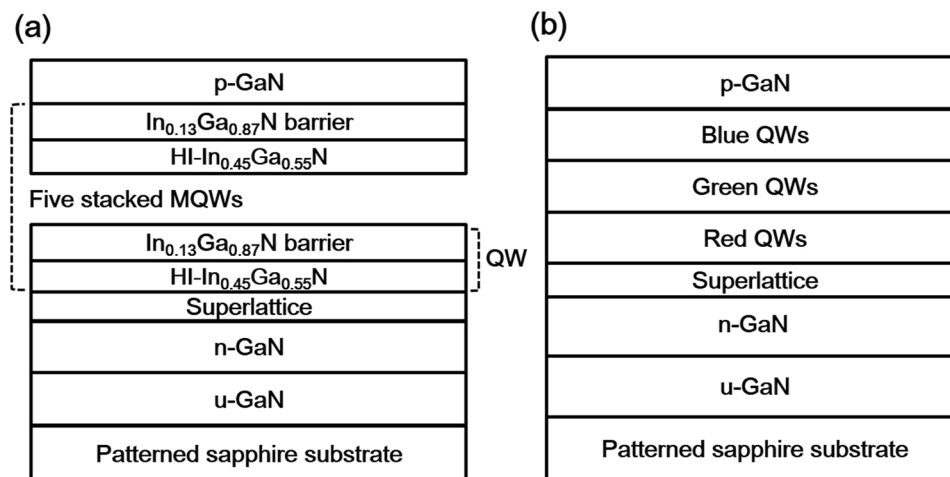 (a)
p-GaN
In0.13Ga0.87N barrier
HI-In0.45Ga0.55N
Five stacked MQWs
In0.13Ga0.87N barrier
QW
HI-In0.45Ga0.55N
Superlattice
n-GaN
u-GaN
Patterned sapphire substrate
(b)
p-GaN
Blue QWs
Green QWs
Red QWs
Superlattice
n-GaN
u-GaN
Patterned sapphire substrate